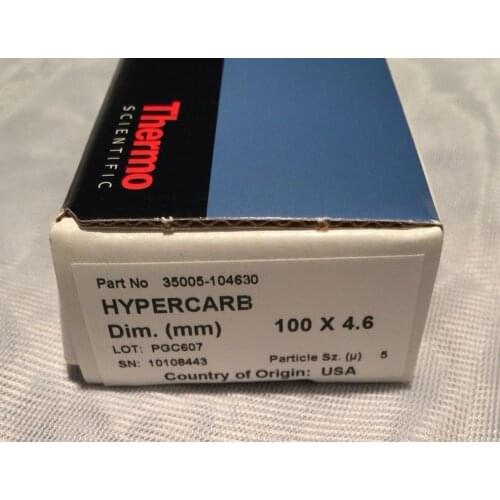 Thermo
SCIENTIFIC
Part No 35005-104630
HYPERCARB
Dim. (mm) 100 X 4.6
LOT: PGC607
SN: 10108443 Particle Sz. (µ) 5
Country of Origin: USA